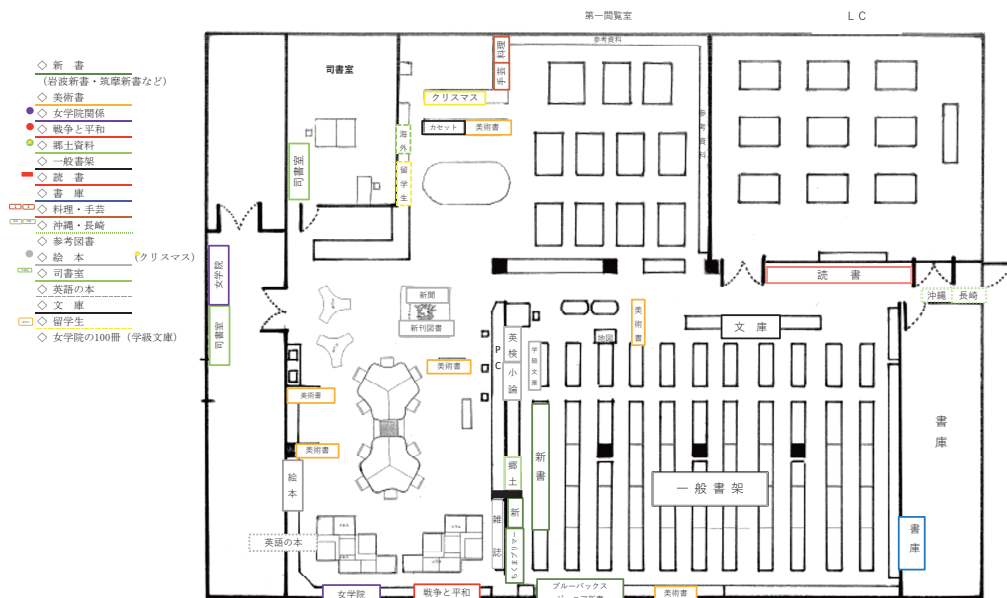 第一閲覧室
ＬＣ
◇ 新　書
（岩波新書・筑摩新書など）
◇ 美術書
◇ 女学院関係
◇ 戦争と平和
◇ 郷土資料
◇ 一般書架
◇ 読　書
◇ 書　庫
◇ 料理・手芸
◇ 沖縄・長崎
◇ 参考図書
◇ 絵　本　（クリスマス）
◇ 司書室
◇ 英語の本
◇ 文　庫
◇ 留学生
◇ 女学院の100冊（学級文庫）
司書室
参考資料
料理
手芸
クリスマス
カセット
美術書
海外
留学生
司書室
参考資料
女学院
司書室
読　書
沖縄
長崎
新聞
新刊図書
美術書
地図
文　庫
ＰＣ
英検
小論
学級文庫
美術書
美術書
美術書
絵本
郷土
新書
一般書架
書庫
雑誌
新
ちくまプリマー
書庫
英語の本
女学院
戦争と平和
ブルーバックス
美術書